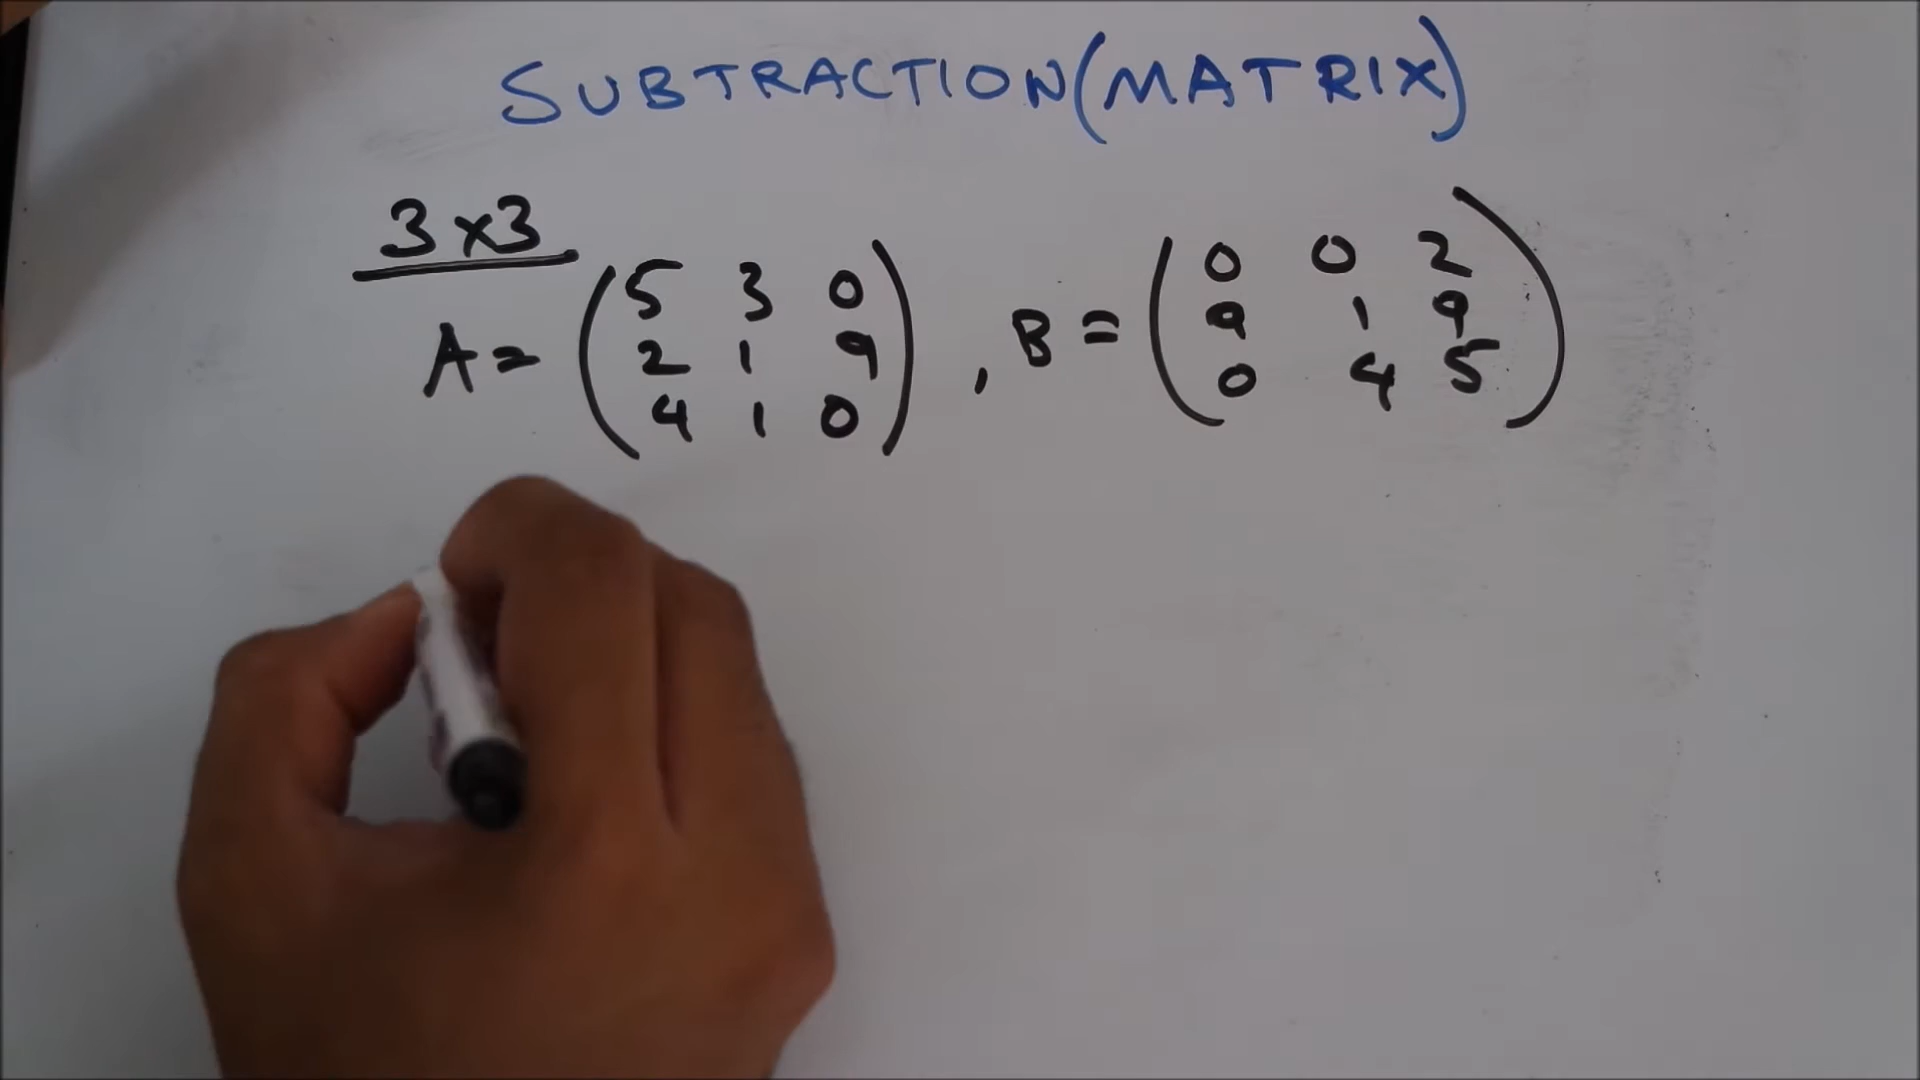 SUBTRACTION(MATRIX)
3x3
A= (5 3 0
2 1 9
4 1 0) , B = (0 0 2
9 1 9
0 4 5)